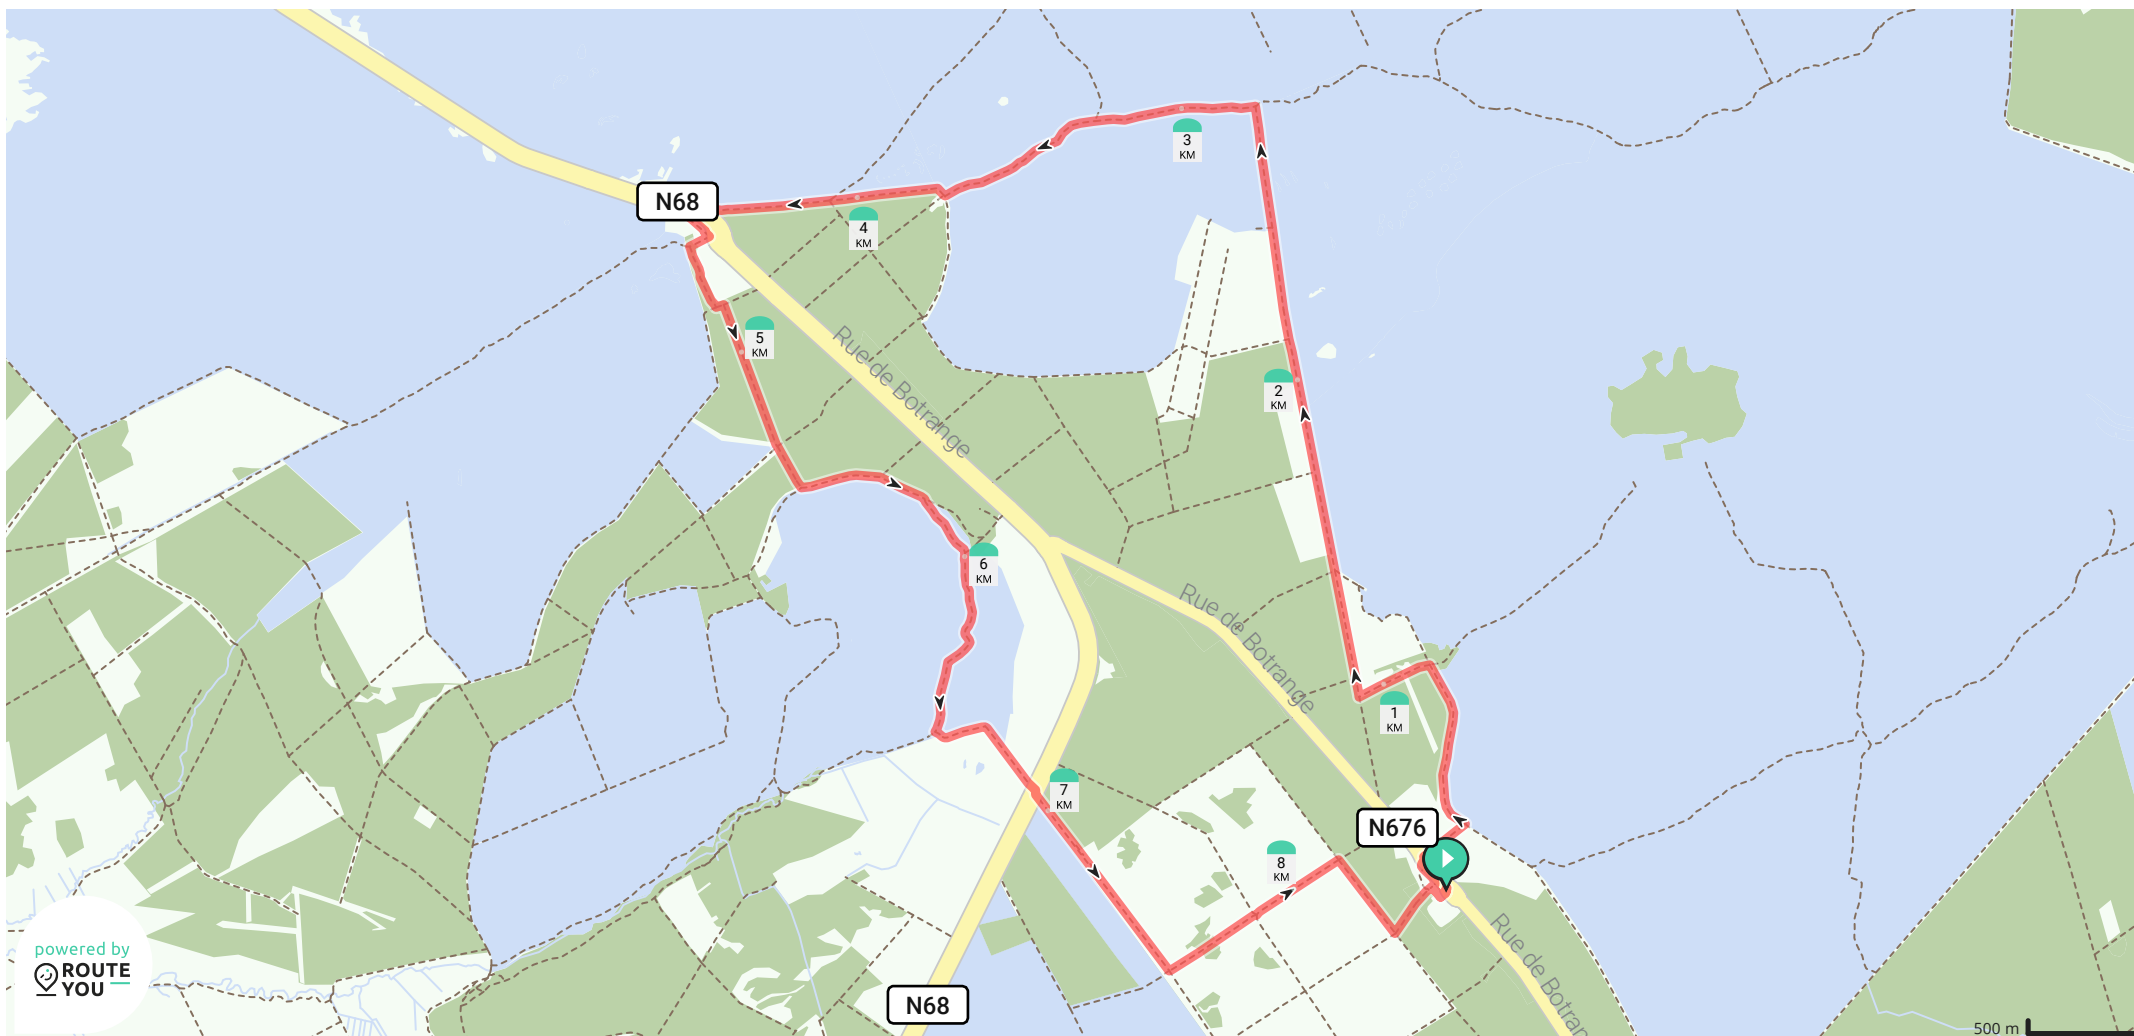 3
KM
N68
4
KM
5
KM
Rue de Botrange
2
KM
6
KM
Rue de Botrange
1
KM
7
KM
N676
8
KM
Rue de Botran
powered by
ROUTE
YOU
N68
500 m